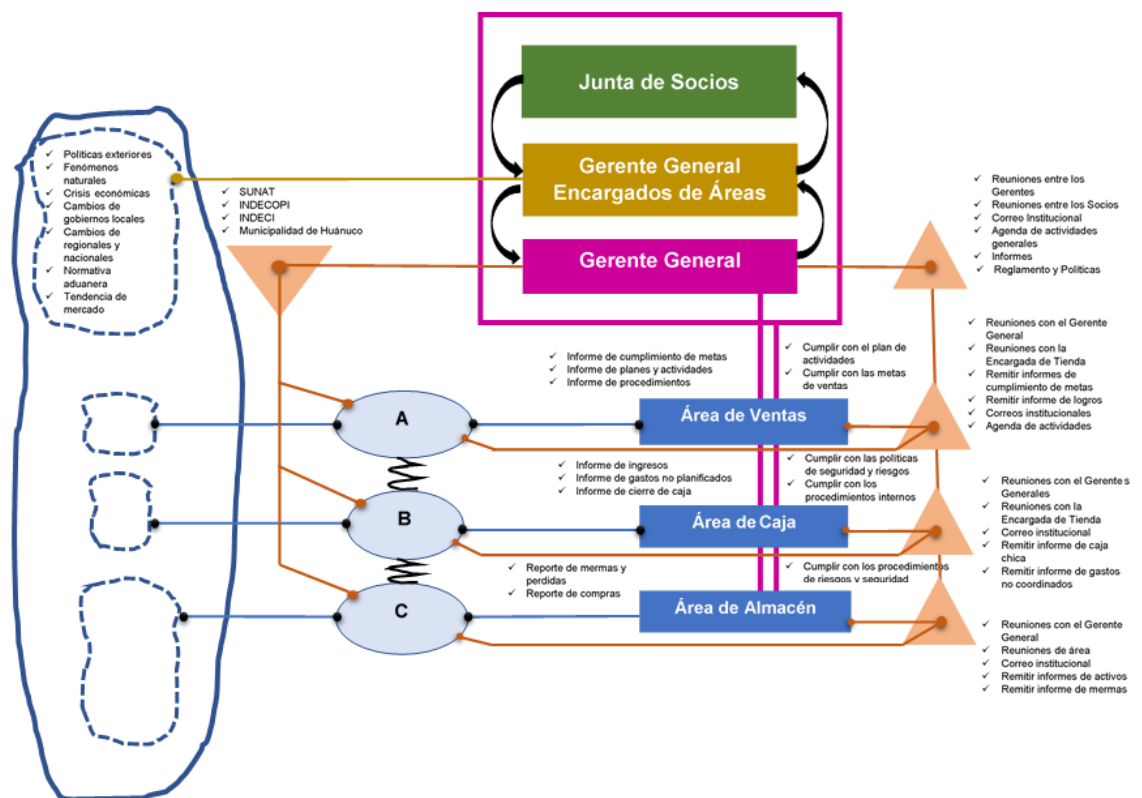 Junta de Socios
Gerente General
Encargados de Áreas
Gerente General
✓ Políticas exteriores
✓ Fenómenos
naturales
✓ Crisis económicas
✓ Cambios de
gobiernos locales
✓ Cambios de
regionales y
nacionales
✓ Normativa
aduanera
✓ Tendencia de
mercado
✓ SUNAT
✓ INDECOPI
✓ INDECI
✓ Municipalidad de Huánuco
✓ Reuniones entre los
Gerentes
✓ Reuniones entre los Socios
✓ Correo Institucional
✓ Agenda de actividades
generales
✓ Informes
✓ Reglamento y Políticas
✓ Informe de cumplimiento de metas
✓ Informe de planes y actividades
✓ Informe de procedimientos
✓ Cumplir con el plan de
actividades
✓ Cumplir con las metas
de ventas
✓ Reuniones con el Gerente
General
✓ Reuniones con la
Encargada de Tienda
✓ Remitir informes de
cumplimiento de metas
✓ Remitir informe de logros
✓ Correos institucionales
✓ Agenda de actividades
A
Área de Ventas
✓ Informe de ingresos
✓ Informe de gastos no planificados
✓ Informe de cierre de caja
✓ Cumplir con las políticas
de seguridad y riesgos
✓ Cumplir con los
procedimientos internos
✓ Reuniones con el Gerente s
Generales
✓ Reuniones con la
Encargada de Tienda
✓ Correo institucional
✓ Remitir informe de caja
chica
✓ Remitir informe de gastos
no coordinados
B
Área de Caja
✓ Reporte de mermas y
perdidas
✓ Reporte de compras
✓ Cumplir con los procedimientos
de riesgos y seguridad
C
Área de Almacén
✓ Reuniones con el Gerente
General
✓ Reuniones de área
✓ Correo institucional
✓ Remitir informes de activos
✓ Remitir informe de mermas